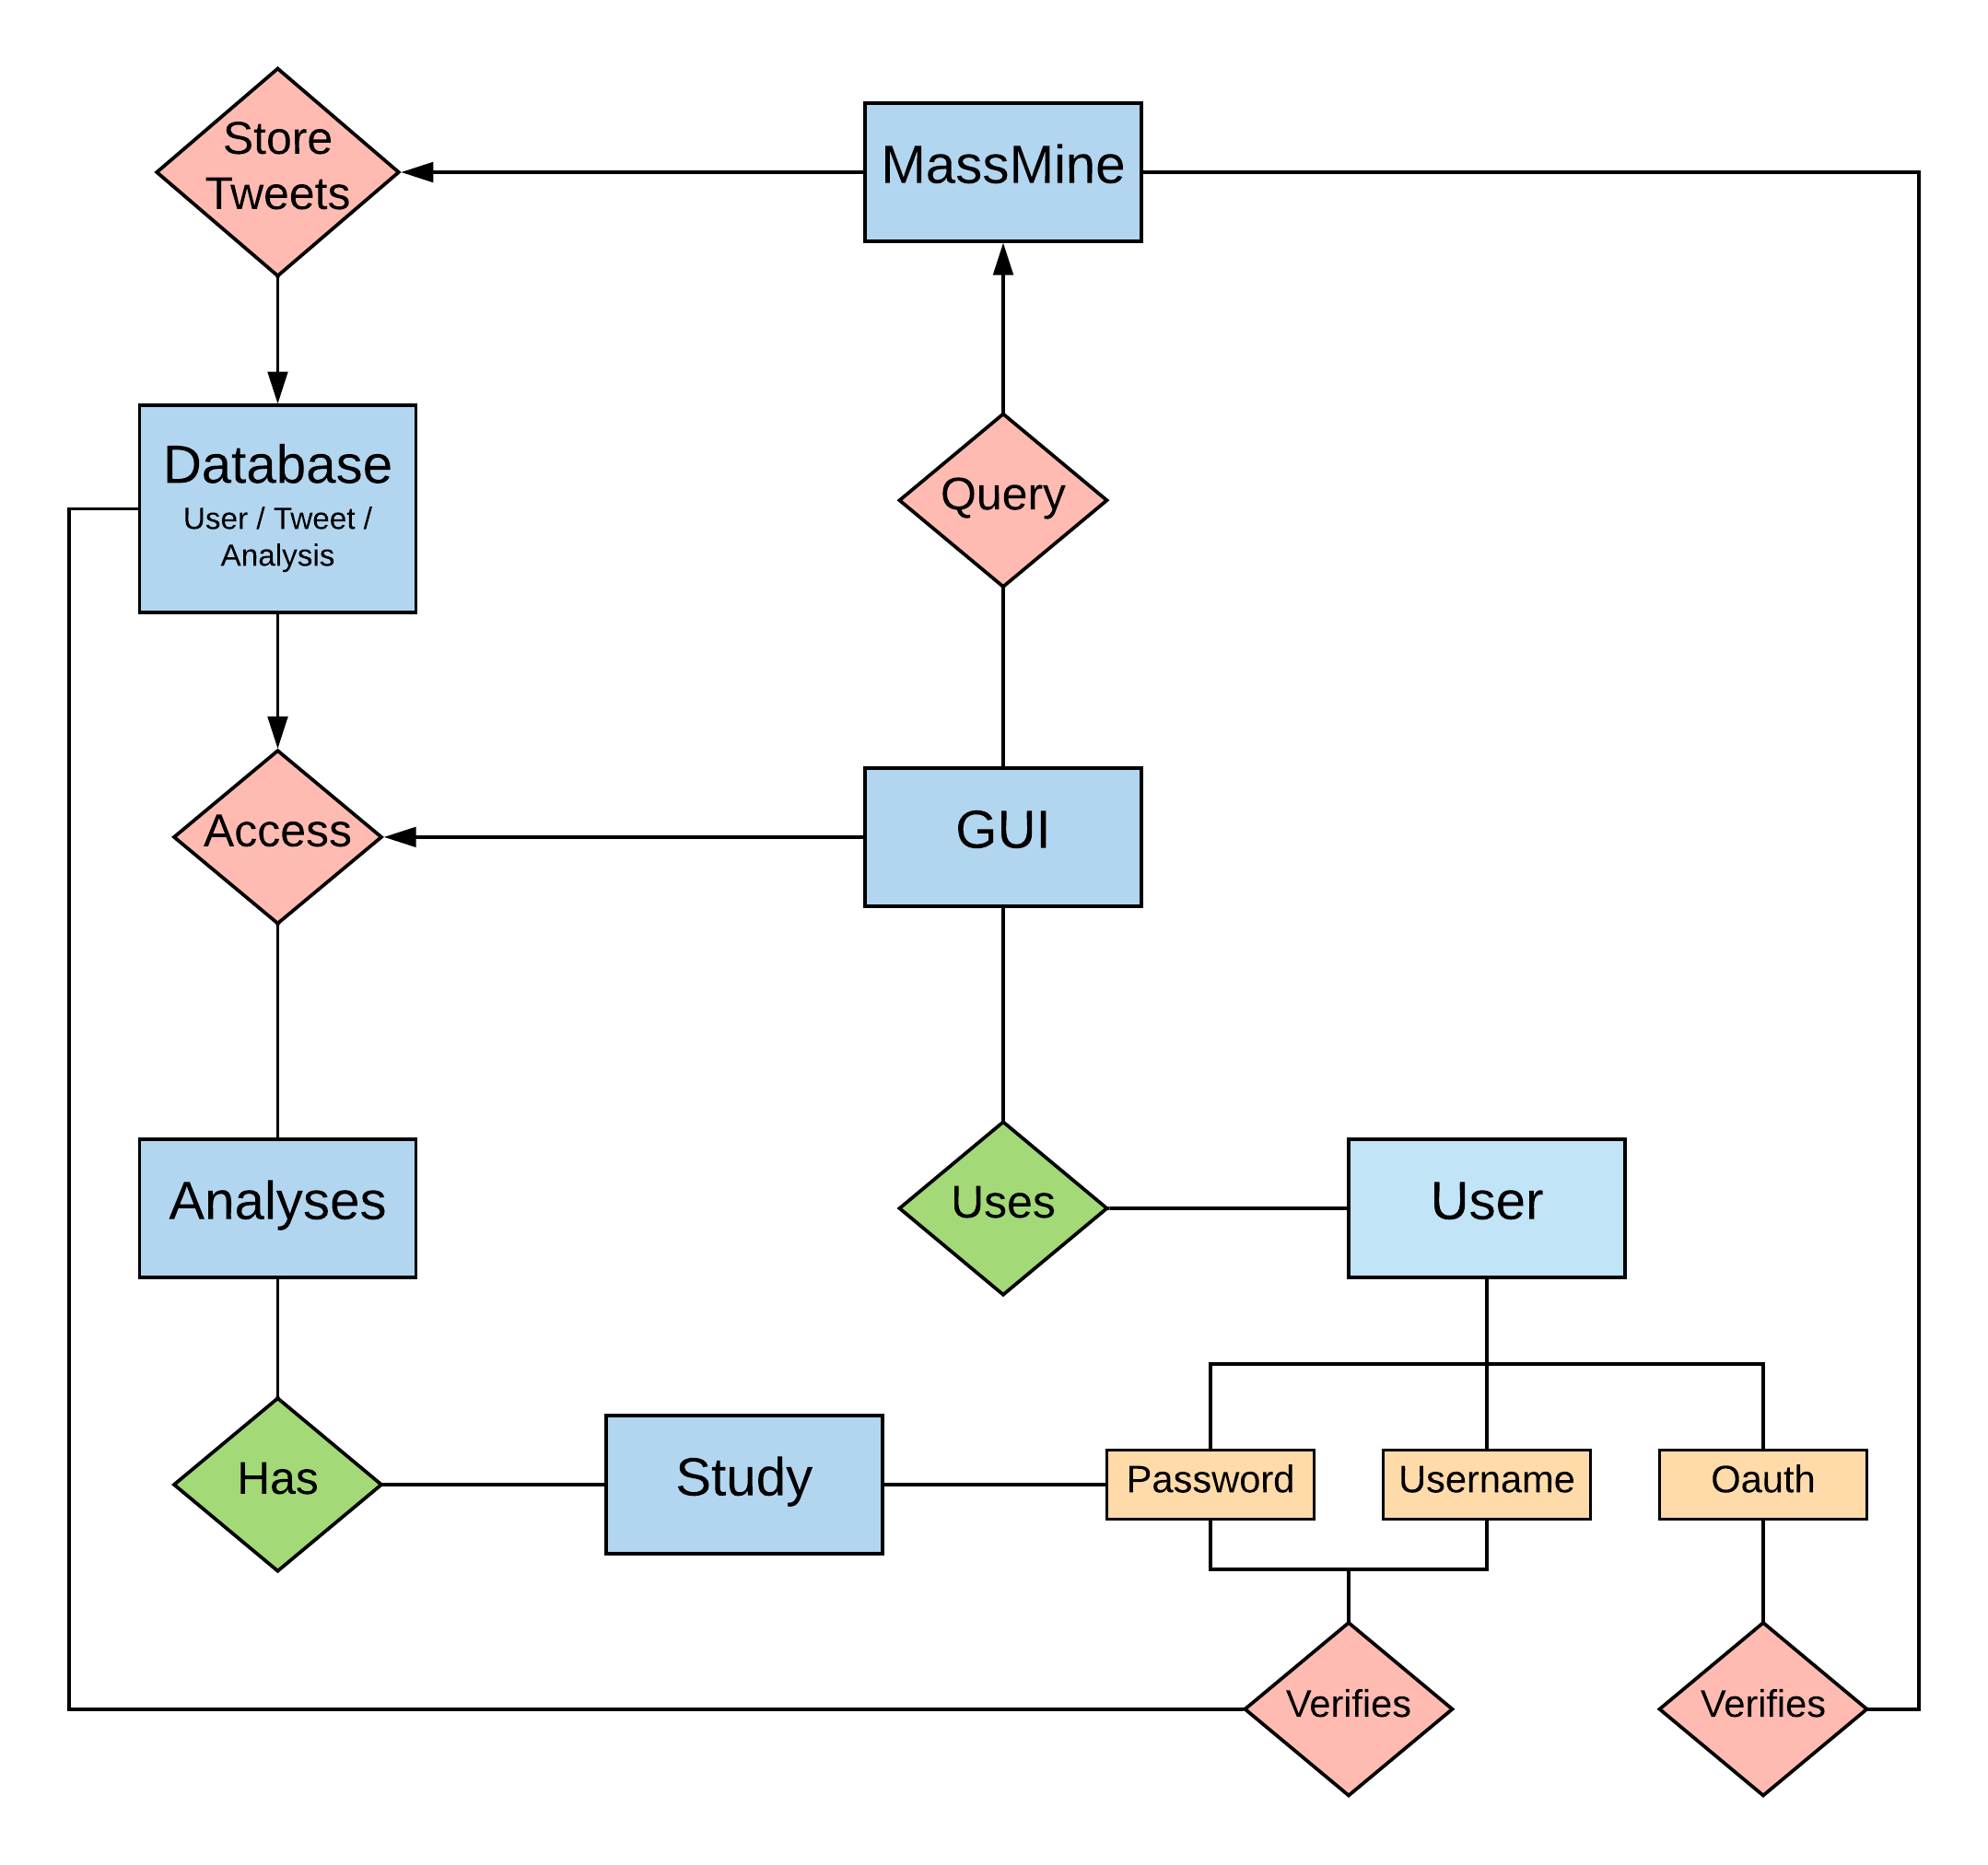 Store
Tweets
MassMine
Database
User / Tweet /
Analysis
Query
Access
GUI
Analyses
Uses
User
Has
Study
Password
Username
Oauth
Verifies
Verifies